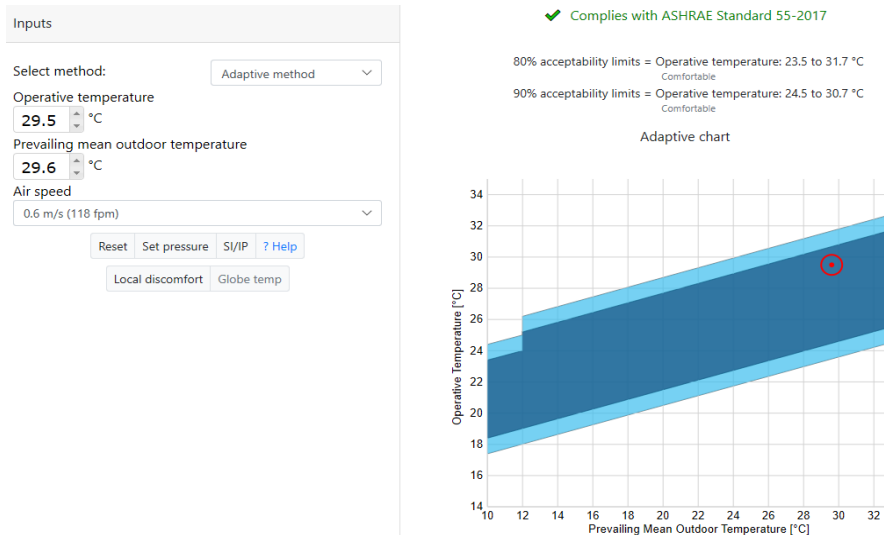 Inputs
Select method:
Adaptive method
Operative temperature
29.5 °C
Prevailing mean outdoor temperature
29.6 °C
Air speed
0.6 m/s (118 fpm)
Reset Set pressure SI/IP ? Help
Local discomfort Globe temp
Complies with ASHRAE Standard 55-2017
80% acceptability limits = Operative temperature: 23.5 to 31.7 °C
Comfortable
90% acceptability limits = Operative temperature: 24.5 to 30.7 °C
Comfortable
Adaptive chart
Operative Temperature [°C]
34
32
30
28
26
24
22
20
18
16
14
10 12 14 16 18 20 22 24 26 28 30 32
Prevailing Mean Outdoor Temperature [°C]